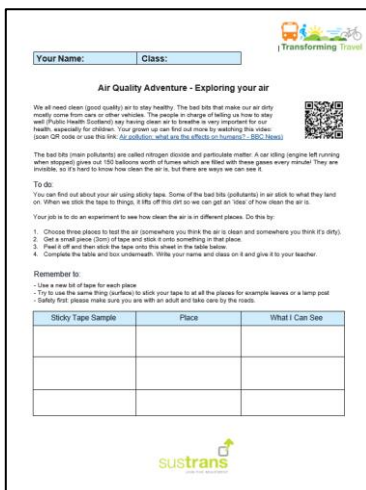 Transforming Travel
Your Name: Class:
Air Quality Adventure - Exploring your air
We all need clean (good quality) air to stay healthy. The bad bits that make our air dirty
mostly come from cars or other vehicles. The people in charge of telling us how to stay
well (Public Health Scotland) say having clean air to breathe is very important for our
health, especially for children. Your grown up can find out more by watching this video:
(scan QR code or use this link: Air pollution: what are the effects on humans? - BBC News)
The bad bits (main pollutants) are called nitrogen dioxide and particulate matter. A car idling (engine left running
when stopped) gives out 150 balloons worth of fumes which are filled with these gases every minute! They are
invisible, so it's hard to know how clean the air is, but there are ways we can see it.
To do:
You can find out about your air using sticky tape. Some of the bad bits (pollutants) in air stick to what they land
on. When we stick the tape to things, it lifts off this dirt so we can get an 'idea' of how clean the air is.
Your job is to do an experiment to see how clean the air is in different places. Do this by:
1. Choose three places to test the air (somewhere you think the air is clean and somewhere you think it's dirty).
2. Get a small piece (3cm) of tape and stick it onto something in that place.
3. Peel it off and then stick the tape onto this sheet in the table below.
4. Complete the table and box underneath. Write your name and class on it and give it to your teacher.
Remember to:
- Use a new bit of tape for each place
- Try to use the same thing (surface) to stick your tape to at all the places for example leaves or a lamp post
- Safety first: please make sure you are with an adult and take care by the roads.
Sticky Tape Sample Place What I Can See
sustrans